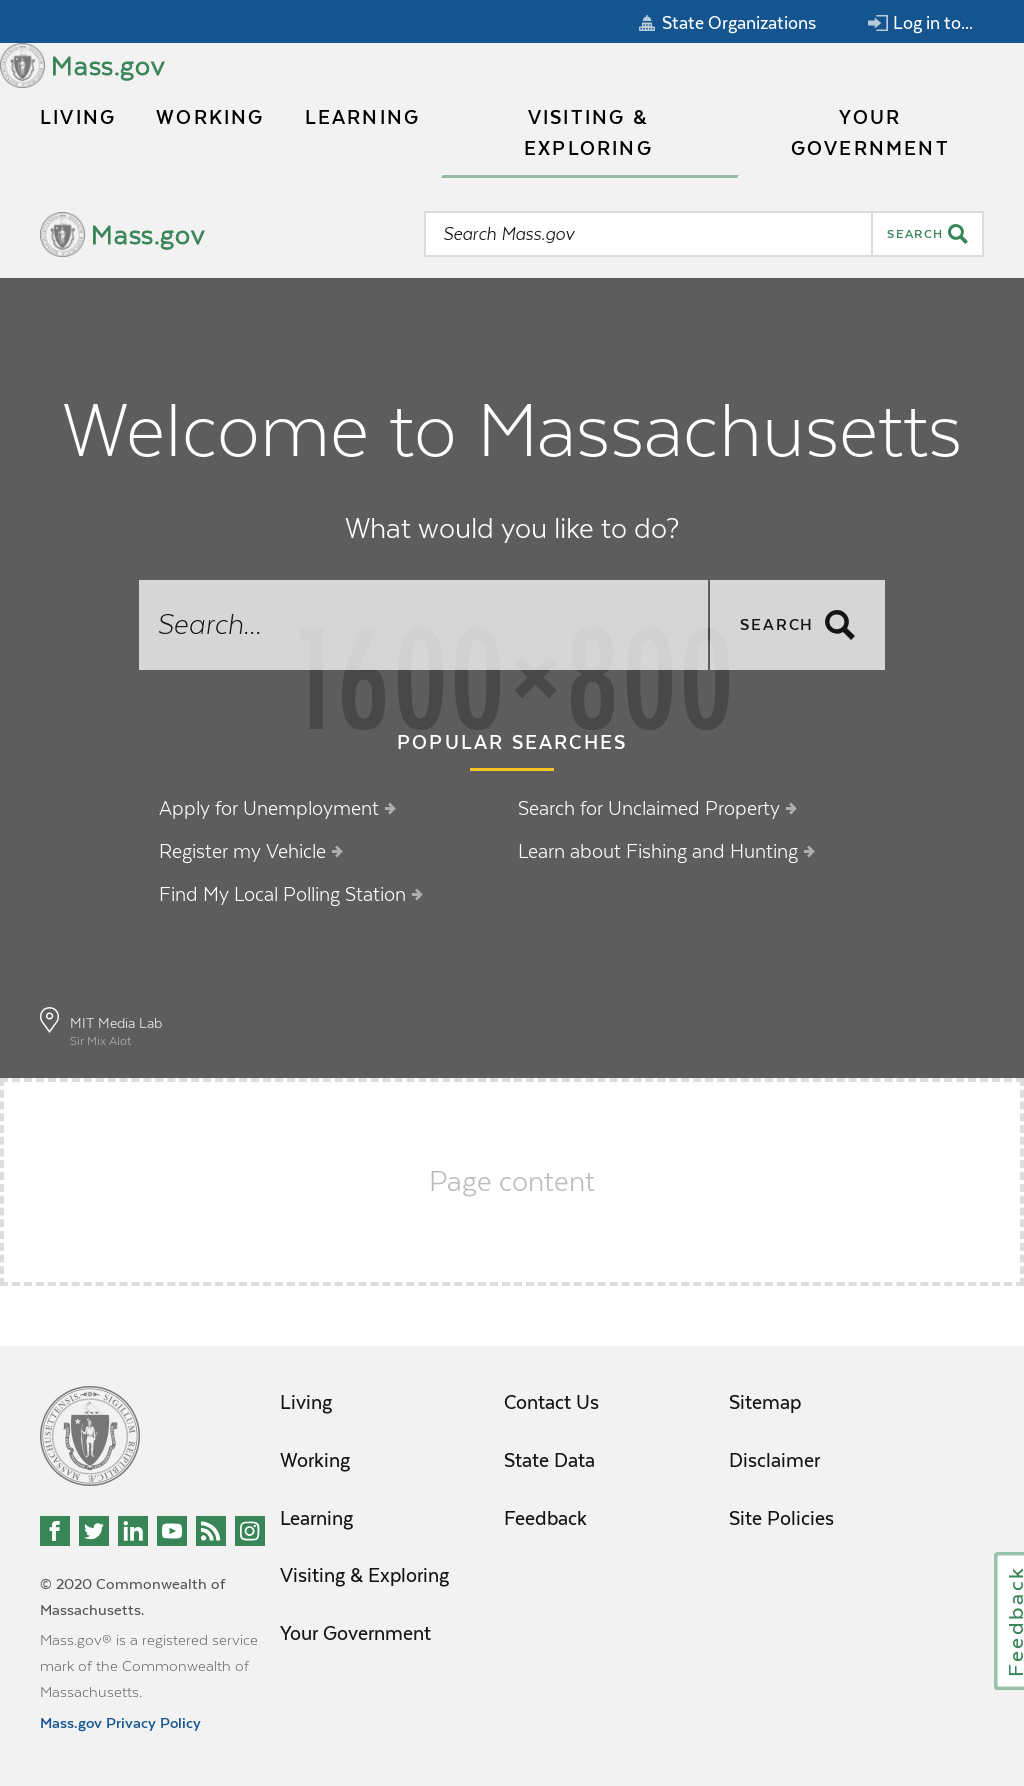 State Organizations
Log in to...
Mass.gov
LIVING
WORKING
LEARNING
VISITING &
EXPLORING
YOUR
GOVERNMENT
Mass.gov
Search Mass.gov
SEARCH
Welcome to Massachusetts
What would you like to do?
Search...
SEARCH
1600×800
POPULAR SEARCHES
Apply for Unemployment
Search for Unclaimed Property
Register my Vehicle
Learn about Fishing and Hunting
Find My Local Polling Station
MIT Media Lab
Sir Mix Alot
Page content
Living
Contact Us
Sitemap
Working
State Data
Disclaimer
Learning
Feedback
Site Policies
Visiting & Exploring
Your Government
© 2020 Commonwealth of
Massachusetts.
Mass.gov® is a registered service
mark of the Commonwealth of
Massachusetts.
Mass.gov Privacy Policy
Feedback